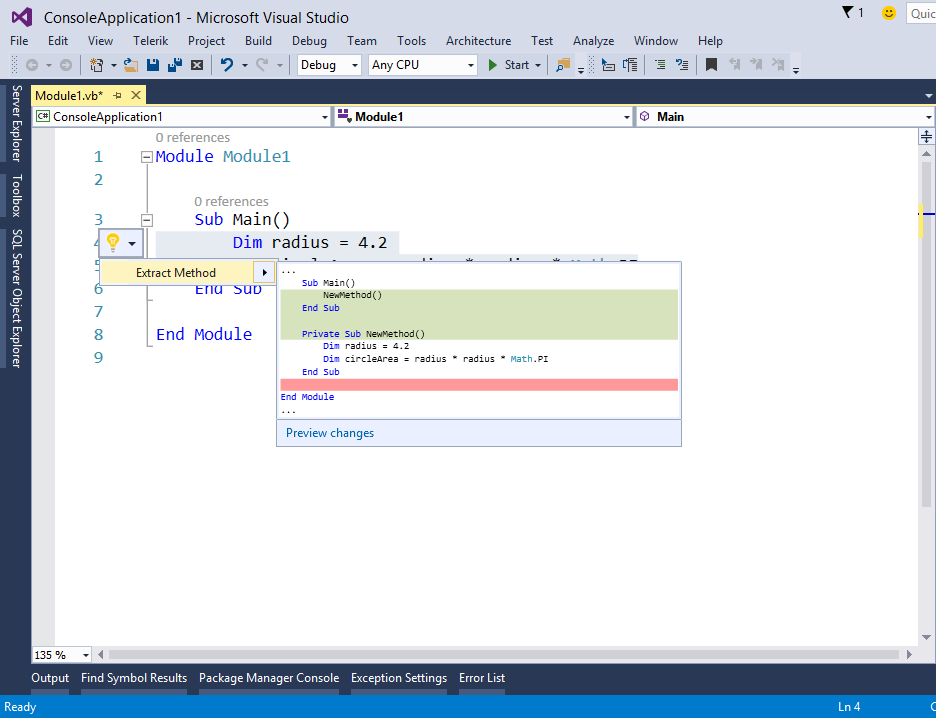 ConsoleApplication1 - Microsoft Visual Studio
1
Quic
File Edit View Telerik Project Build Debug Team Tools Architecture Test Analyze Window Help
Debug Any CPU Start
Server Explorer
Toolbox
SQL Server Object Explorer
Module1.vb*
C# ConsoleApplication1 Module1 Main
0 references
1 Module Module1
2
0 references
3 Sub Main()
4 Dim radius = 4.2
5
Extract Method
6 End Sub
7
8 End Module
9
...
Sub Main()
NewMethod()
End Sub
Private Sub NewMethod()
Dim radius = 4.2
Dim circleArea = radius * radius * Math.PI
End Sub
End Module
...
Preview changes
135 %
Output Find Symbol Results Package Manager Console Exception Settings Error List
Ready Ln 4 C